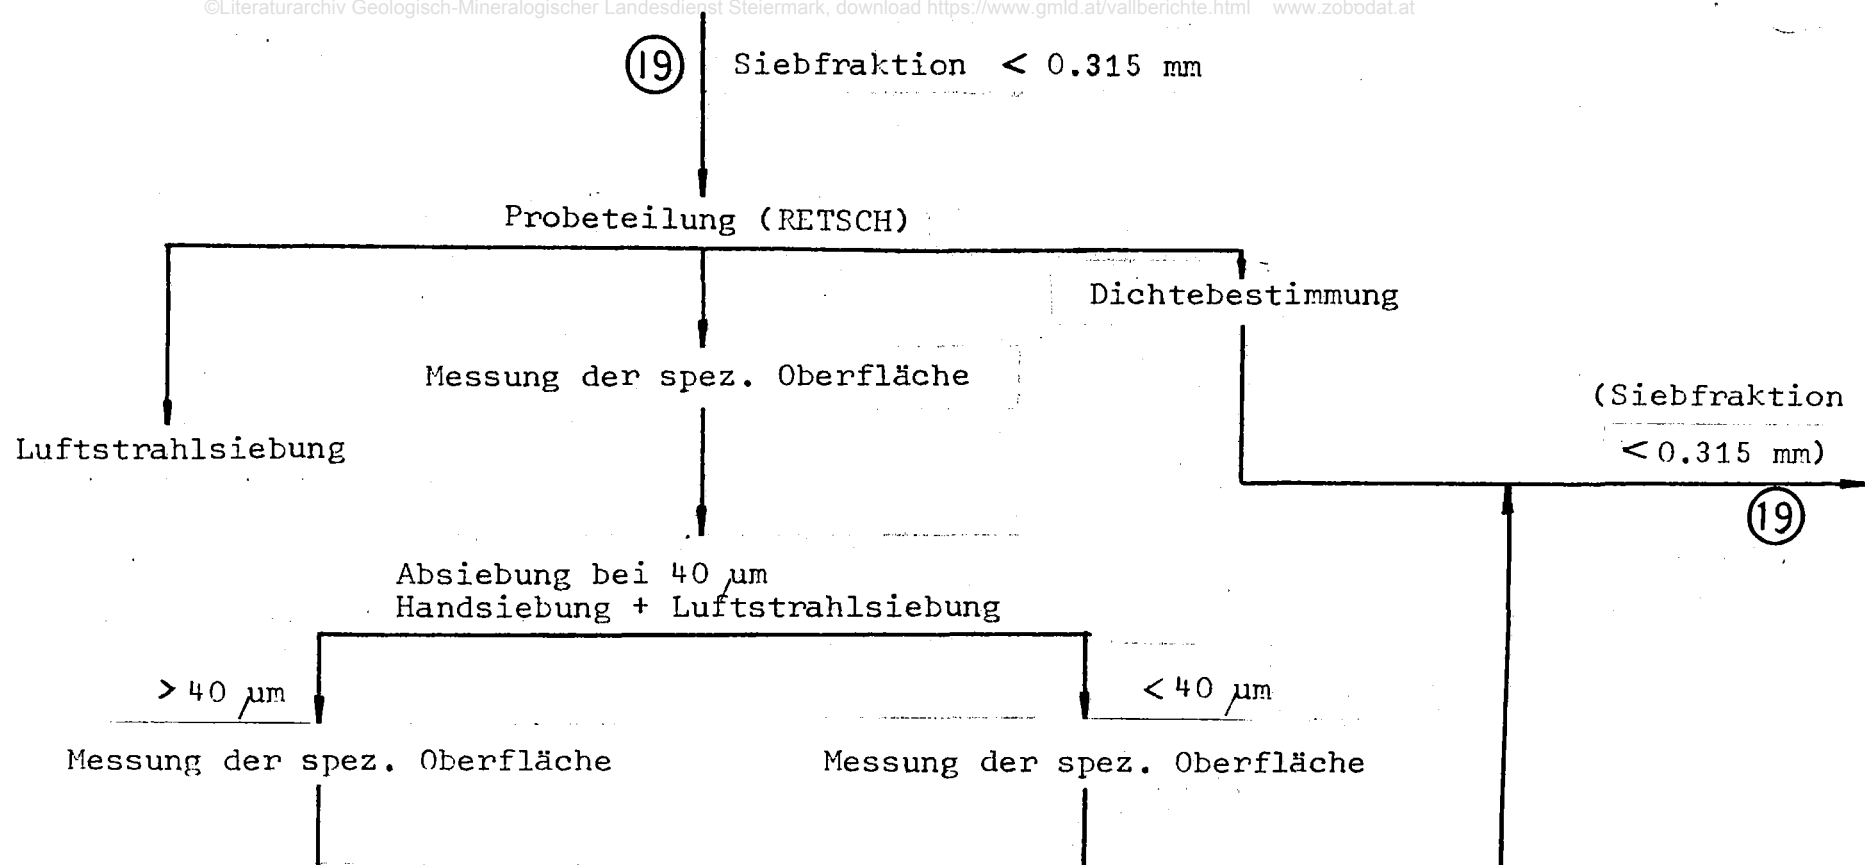 ©Literaturarchiv Geologisch-Mineralogischer Landesdienst Steiermark, download https://www.gmld.at/vallberichte.html www.zobodat.at
19 Siebfraktion < 0.315 mm
Probeteilung (RETSCH)
Dichtebestimmung
Messung der spez. Oberfläche
(Siebfraktion
< 0.315 mm)
Luftstrahlsiebung
19
Absiebung bei 40 µm
Handsiebung + Luftstrahlsiebung
> 40 µm
< 40 µm
Messung der spez. Oberfläche
Messung der spez. Oberfläche